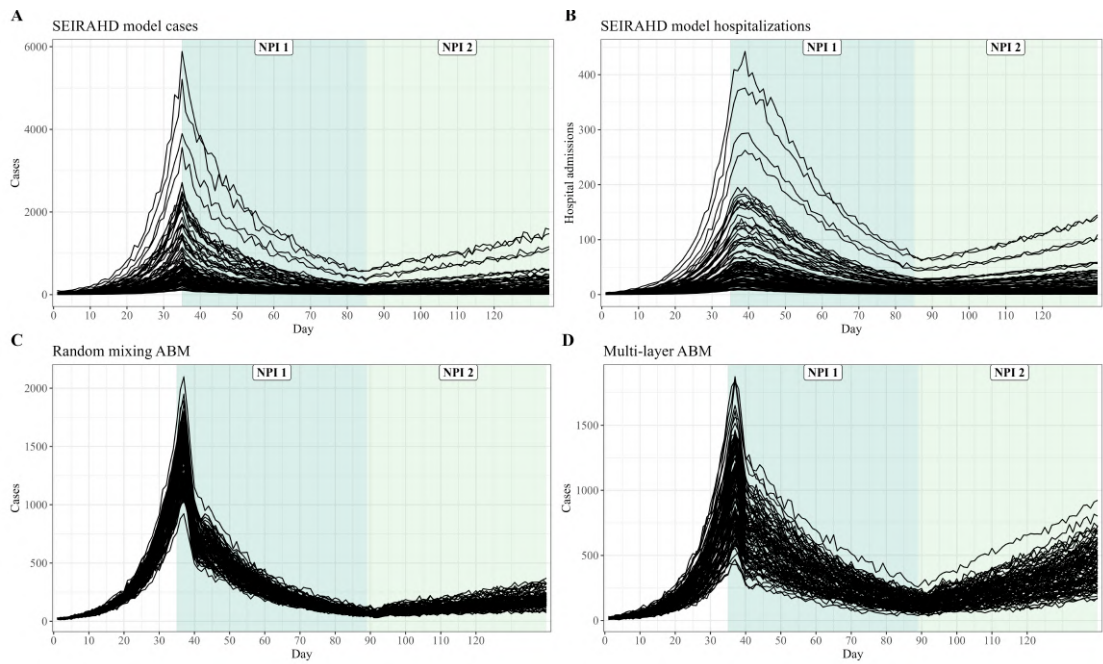 A
SEIRAHD model cases
NPI 1
NPI 2
6000
4000
2000
0
Cases
0 10 20 30 40 50 60 70 80 90 100 110 120
Day
B
SEIRAHD model hospitalizations
NPI 1
NPI 2
400
300
200
100
0
Hospital admissions
0 10 20 30 40 50 60 70 80 90 100 110 120
Day
C
Random mixing ABM
NPI 1
NPI 2
2000
1500
1000
500
0
Cases
0 10 20 30 40 50 60 70 80 90 100 110 120
Day
D
Multi-layer ABM
NPI 1
NPI 2
1500
1000
500
0
Cases
0 10 20 30 40 50 60 70 80 90 100 110 120
Day